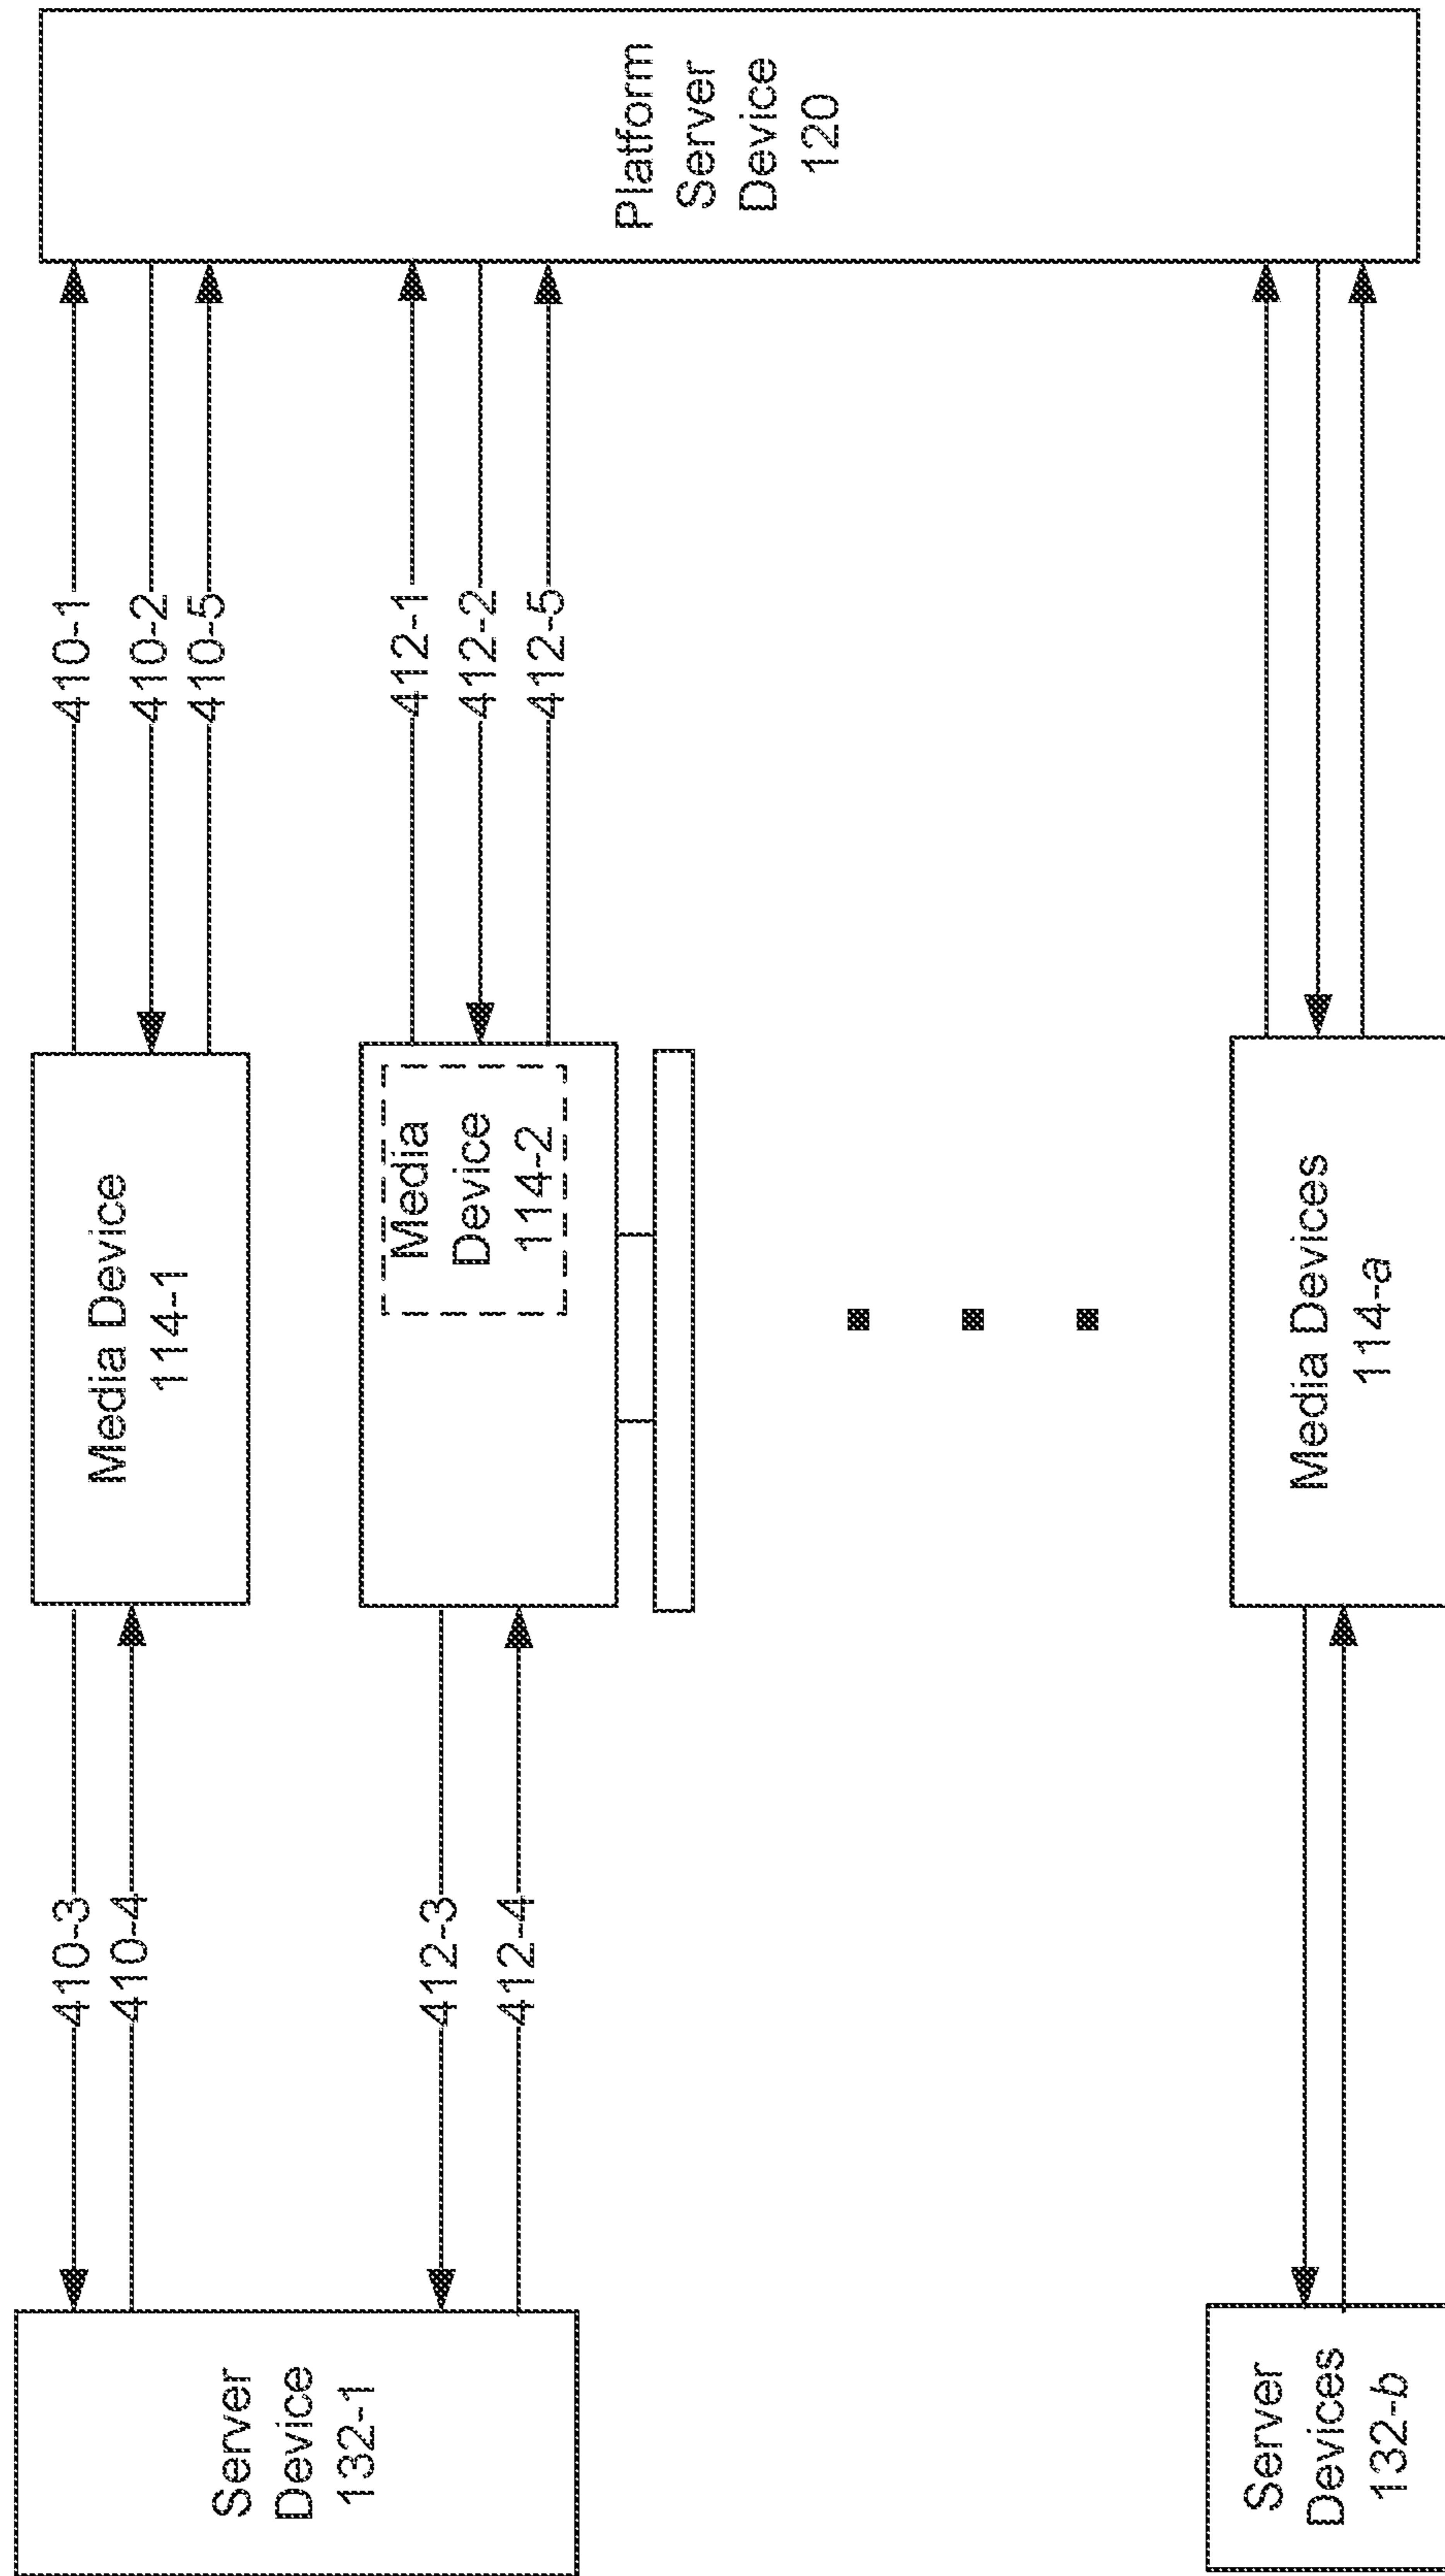 Server
Device
132-1
410-3
410-4
412-3
412-4
Media Device
114-1
Media
Device
114-2
410-1
410-2
410-5
412-1
412-2
412-5
Platform
Server
Device
120
Server
Devices
132-b
Media Devices
114-a